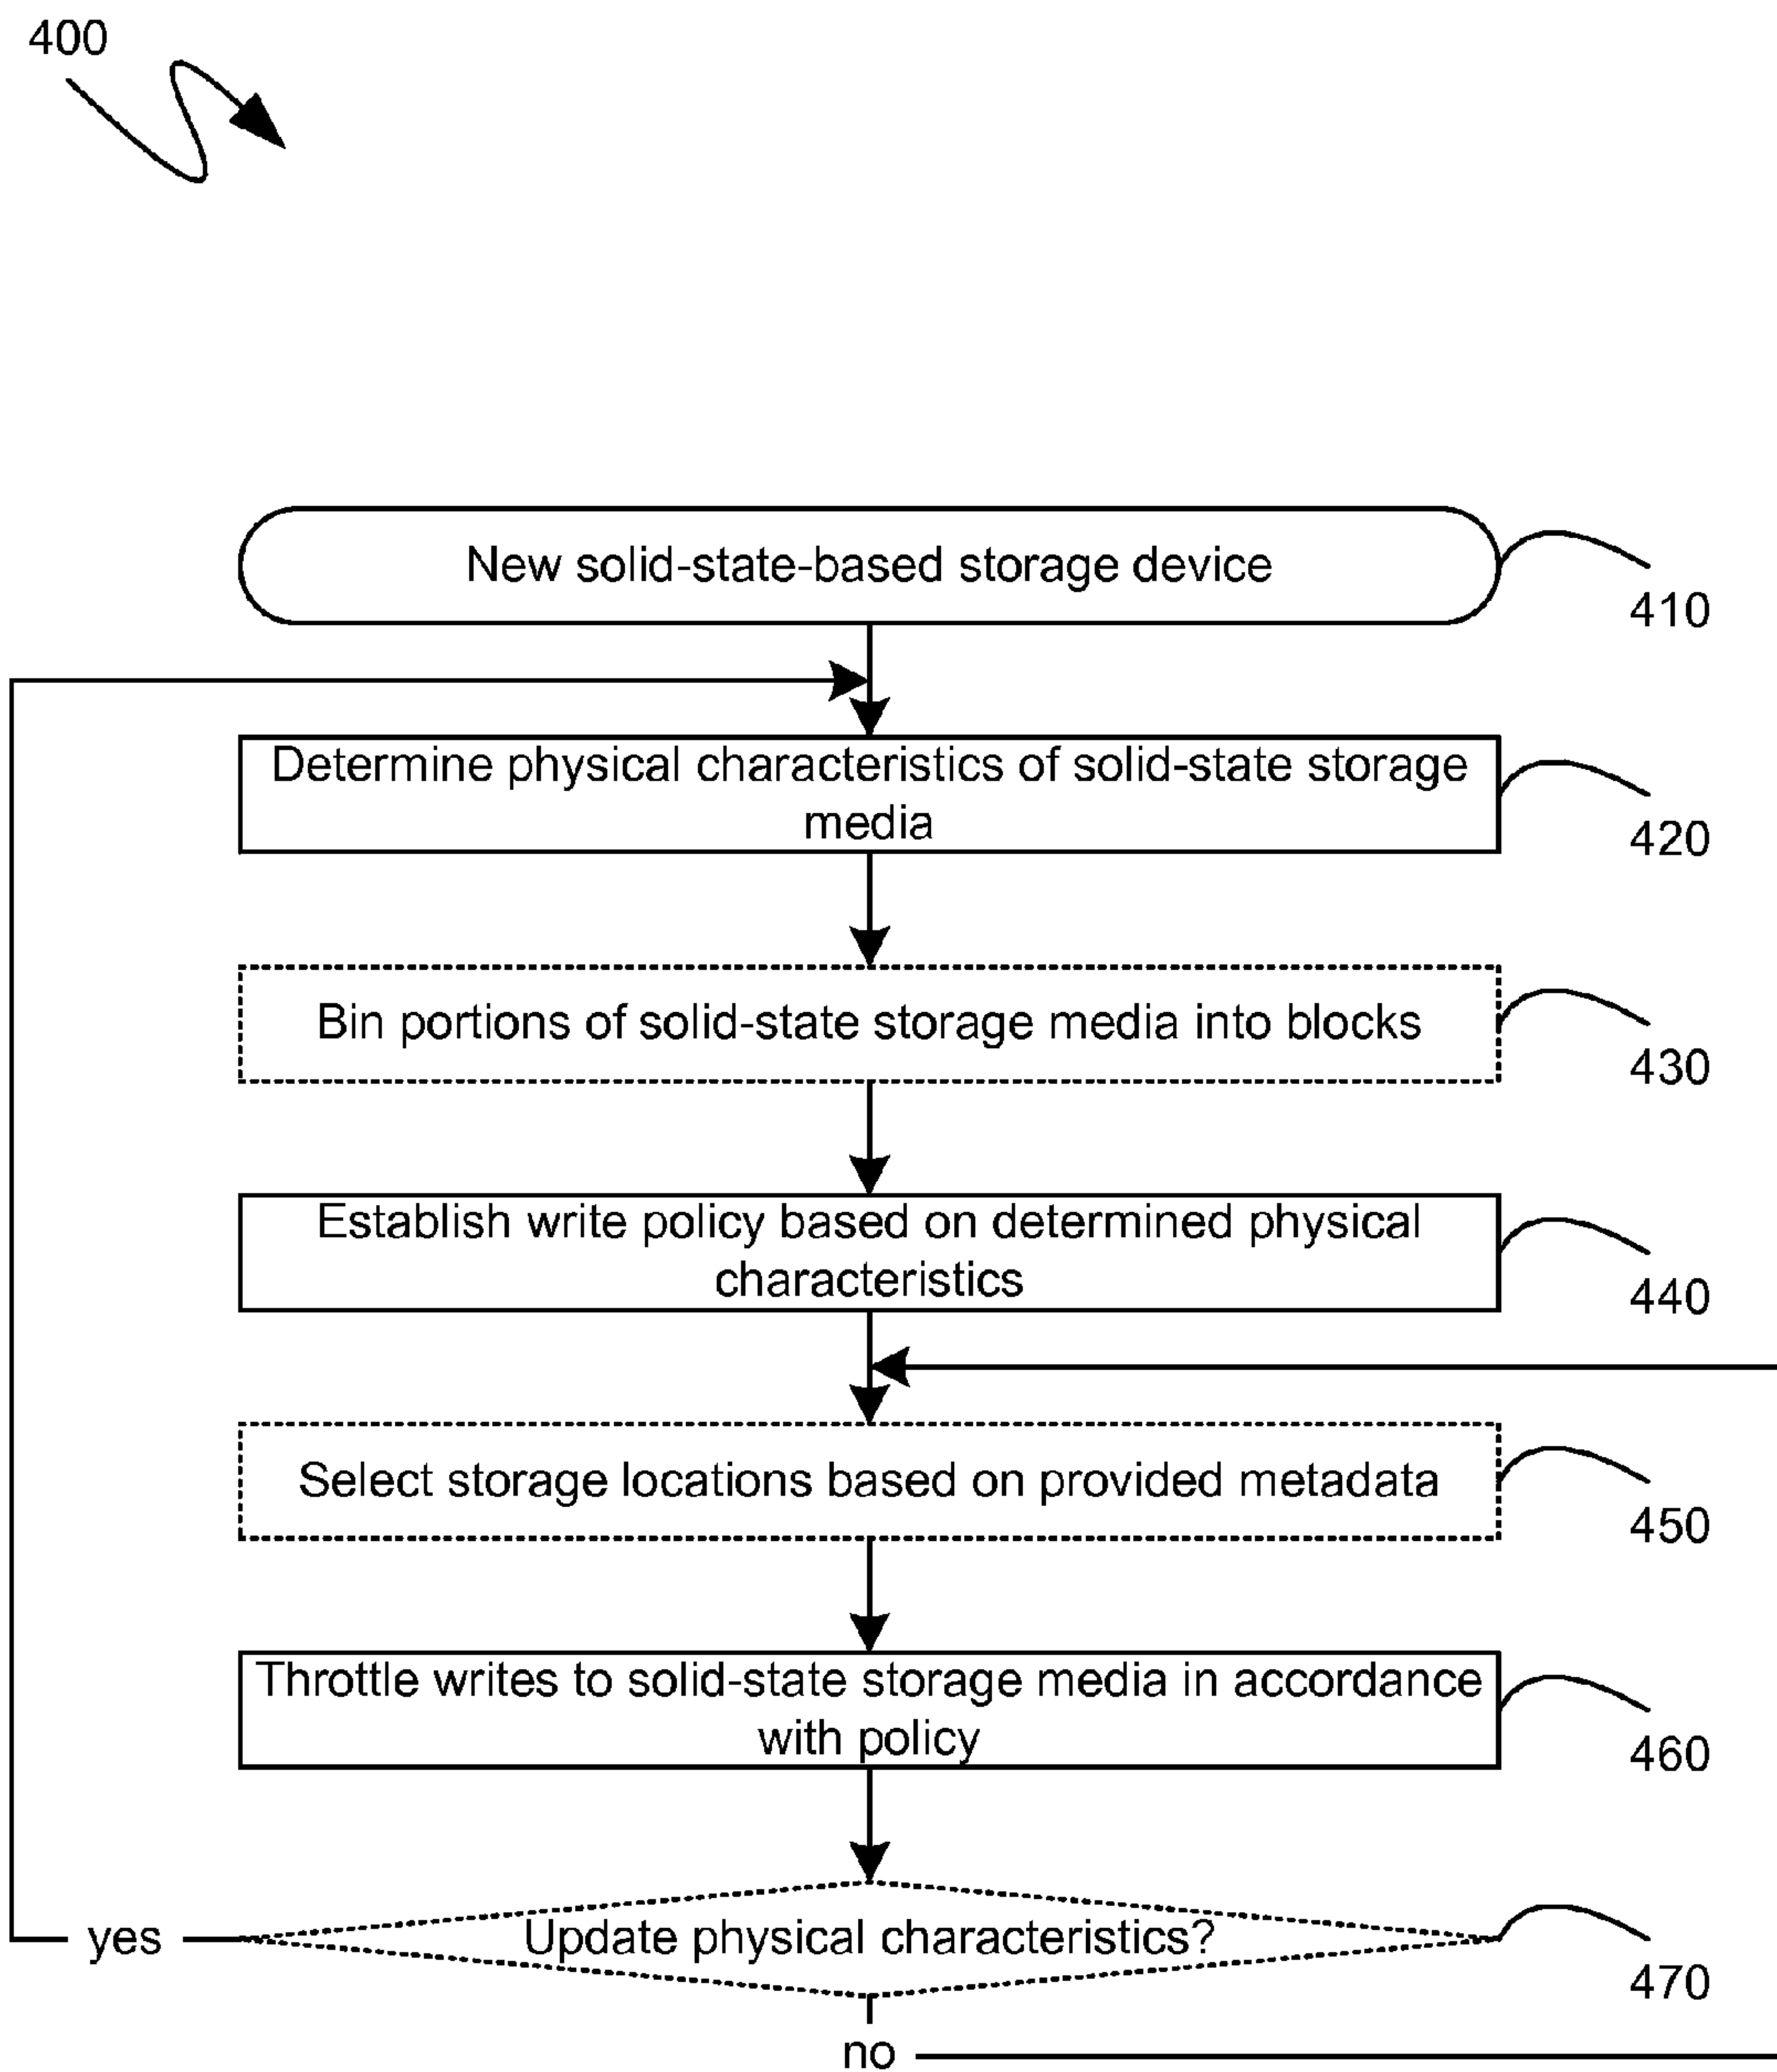 400
New solid-state-based storage device
410
Determine physical characteristics of solid-state storage
media
420
Bin portions of solid-state storage media into blocks
430
Establish write policy based on determined physical
characteristics
440
Select storage locations based on provided metadata
450
Throttle writes to solid-state storage media in accordance
with policy
460
yes
Update physical characteristics?
470
no